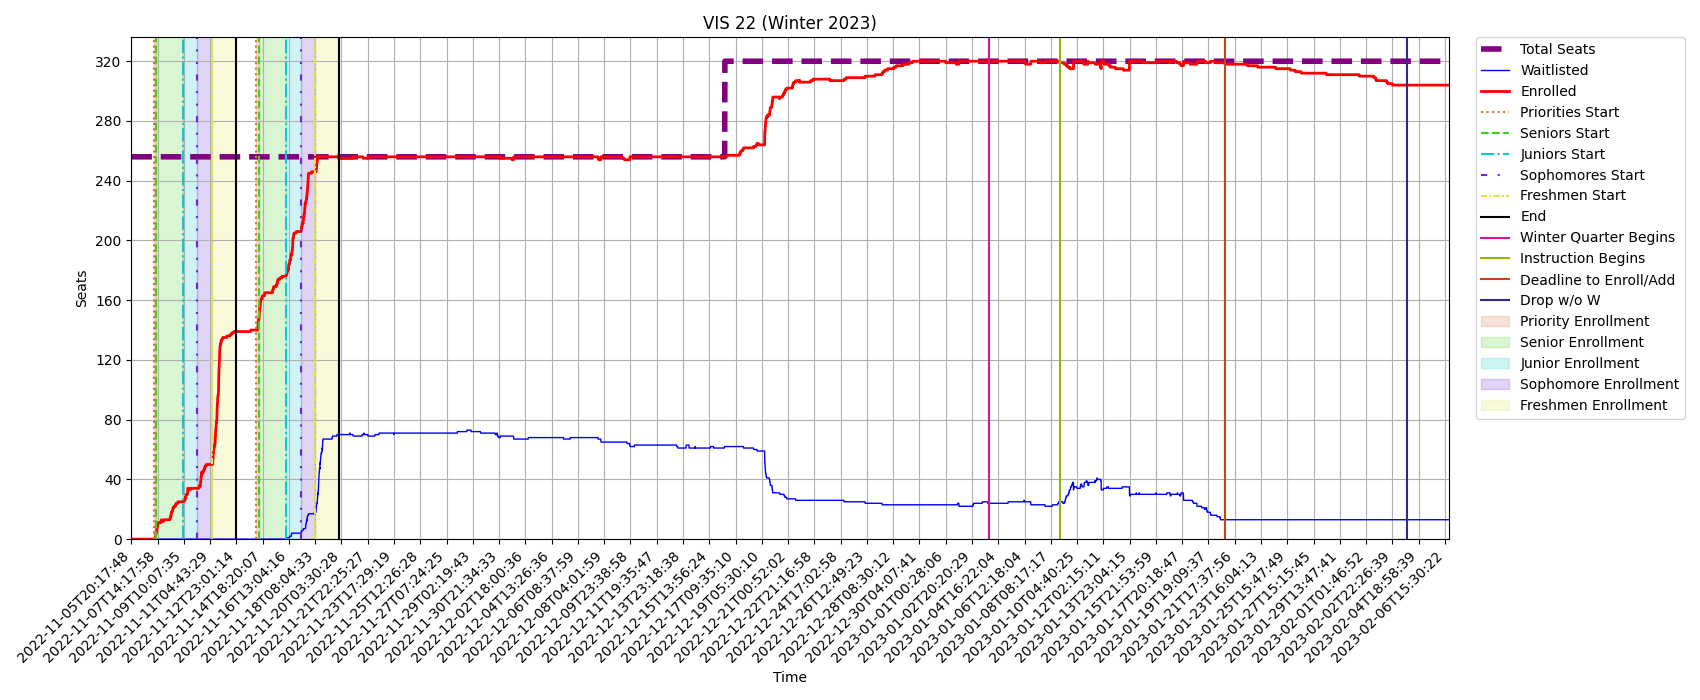 VIS 22 (Winter 2023)
Seats
320
280
240
200
160
120
80
40
0
2022-11-05T20:17:48
2022-11-07T14:17:58
2022-11-09T10:07:35
2022-11-11T04:43:29
2022-11-12T23:01:14
2022-11-14T18:20:07
2022-11-16T13:04:16
2022-11-18T08:04:33
2022-11-20T03:30:28
2022-11-21T22:25:27
2022-11-23T17:29:19
2022-11-25T12:26:28
2022-11-27T07:24:25
2022-11-29T02:19:43
2022-11-30T21:34:33
2022-12-02T18:00:36
2022-12-04T13:26:36
2022-12-06T08:37:59
2022-12-08T04:01:59
2022-12-09T23:38:58
2022-12-11T19:35:47
2022-12-13T13:18:38
2022-12-15T13:56:24
2022-12-17T09:35:10
2022-12-19T05:30:10
2022-12-21T00:52:02
2022-12-22T21:16:58
2022-12-24T17:02:58
2022-12-26T12:49:23
2022-12-28T08:30:12
2022-12-30T04:07:41
2023-01-01T00:28:06
2023-01-02T20:20:29
2023-01-04T16:22:04
2023-01-06T12:18:04
2023-01-08T08:17:17
2023-01-10T04:40:25
2023-01-12T02:15:11
2023-01-13T23:04:15
2023-01-15T21:53:59
2023-01-17T20:18:47
2023-01-19T19:09:37
2023-01-21T17:37:56
2023-01-23T16:04:13
2023-01-25T15:47:49
2023-01-27T15:15:45
2023-01-29T13:47:41
2023-02-01T01:46:52
2023-02-02T22:26:39
2023-02-04T18:58:39
2023-02-06T15:30:22
Time
Total Seats
Waitlisted
Enrolled
Priorities Start
Seniors Start
Juniors Start
Sophomores Start
Freshmen Start
End
Winter Quarter Begins
Instruction Begins
Deadline to Enroll/Add
Drop w/o W
Priority Enrollment
Senior Enrollment
Junior Enrollment
Sophomore Enrollment
Freshmen Enrollment